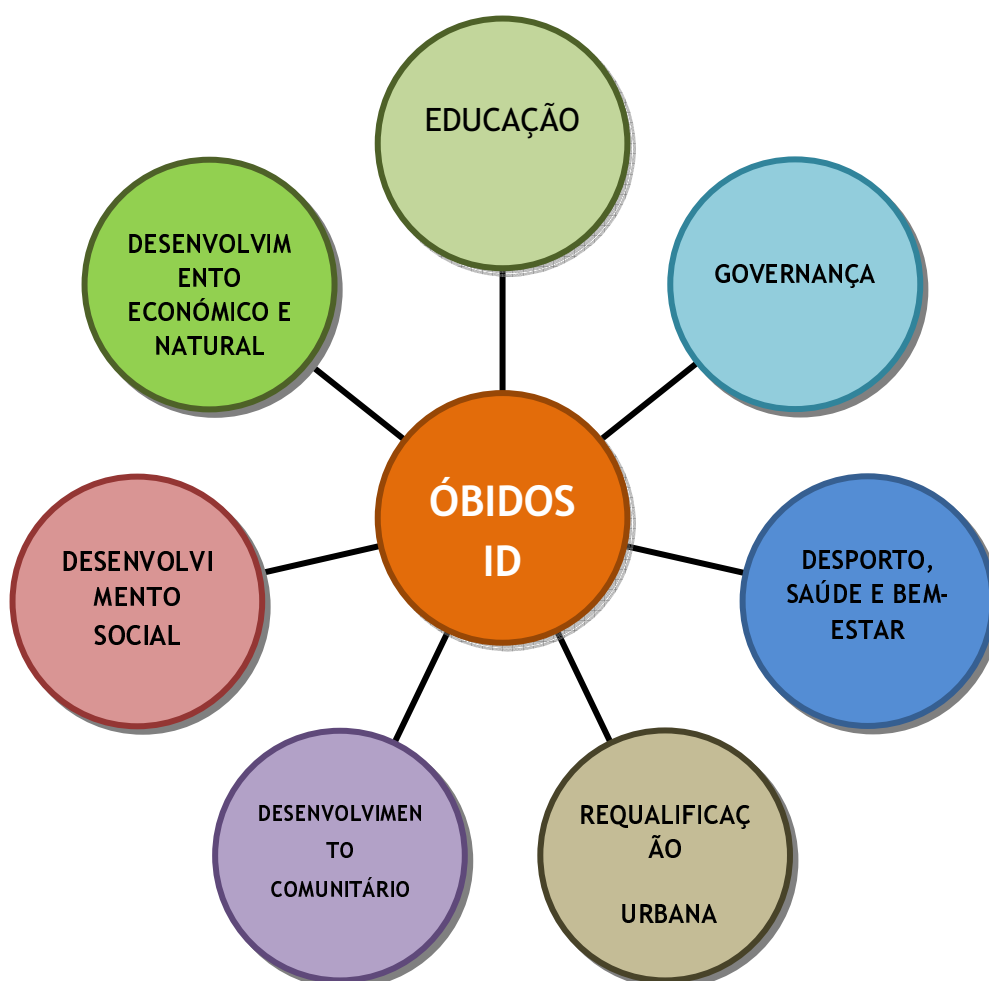 EDUCAÇÃO
GOVERNANÇA
DESPORTO,
SAÚDE E BEM-
ESTAR
REQUALIFICAÇ
ÃO
URBANA
DESENVOLVIMEN
TO
COMUNITÁRIO
DESENVOLVI
MENTO
SOCIAL
DESENVOLVIM
ENTO
ECONÓMICO E
NATURAL
ÓBIDOS
ID